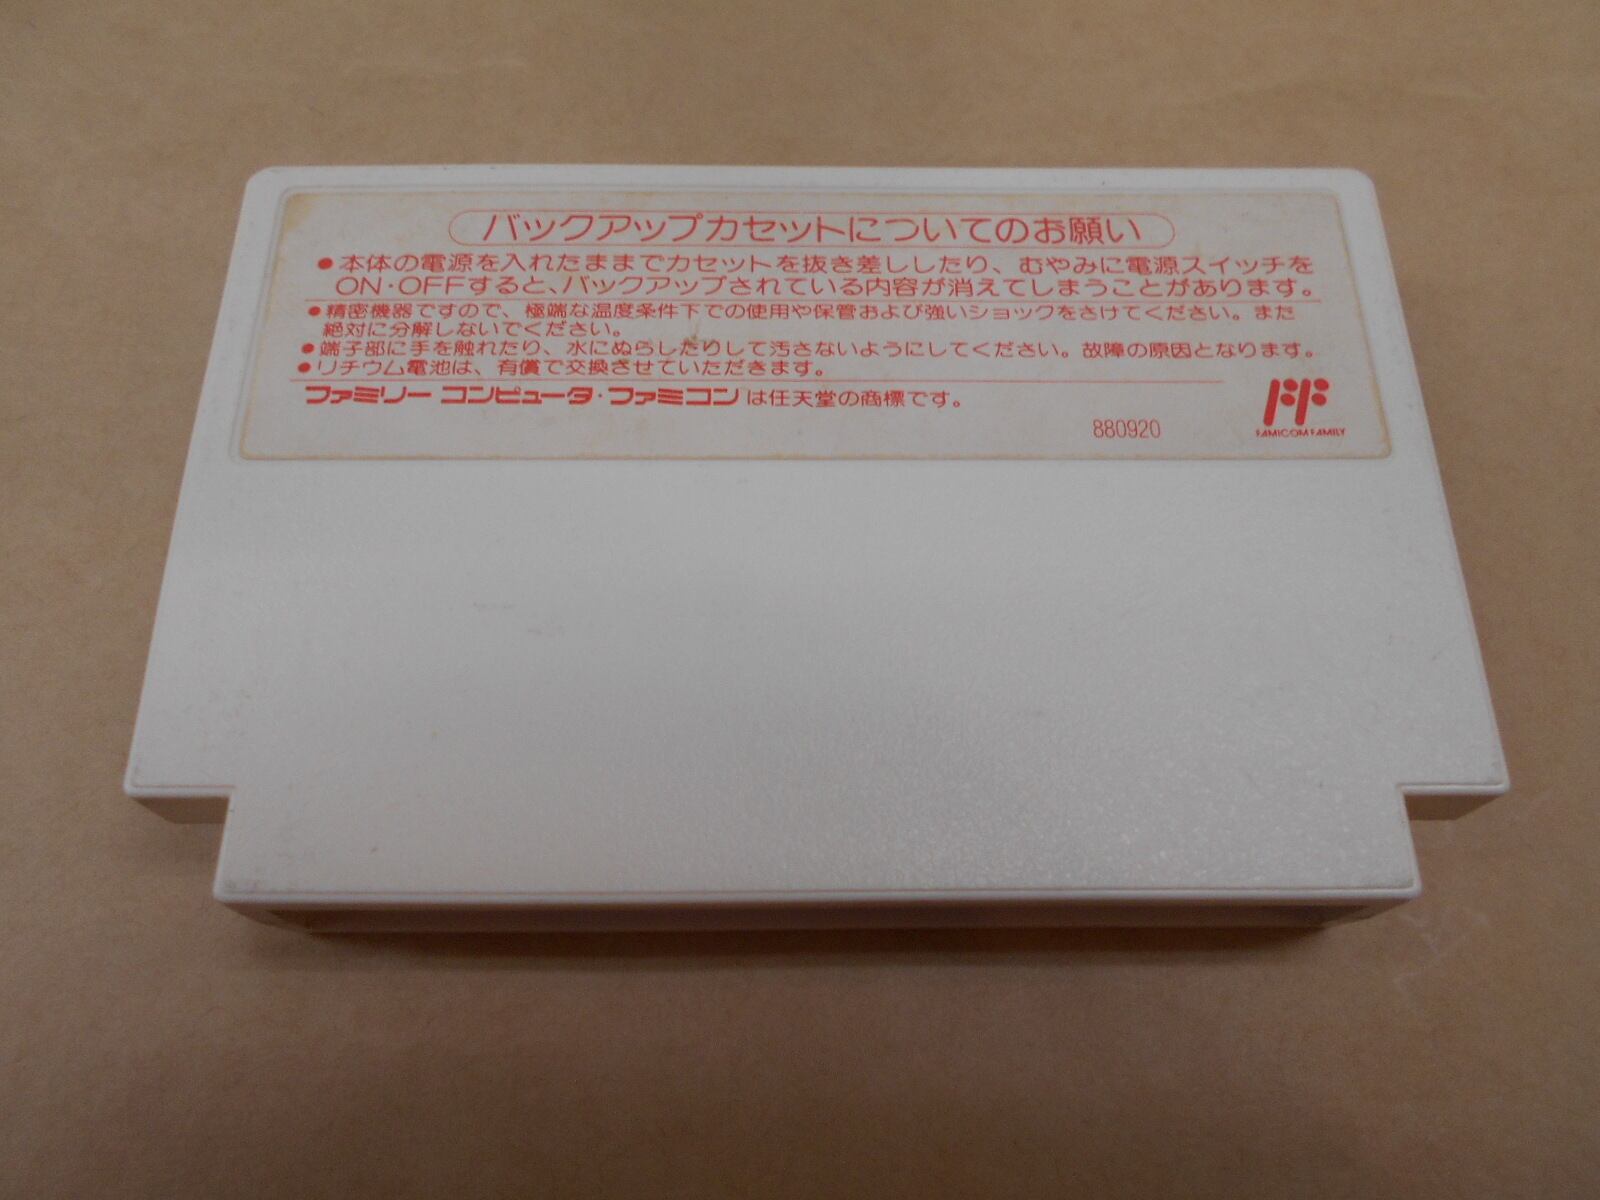 バックアップカセットについてのお願い
●本体の電源を入れたままでカセットを抜き差ししたり、むやみに電源スイッチを
ON・OFFすると、バックアップされている内容が消えてしまうことがあります。
●精密機器ですので、極端な温度条件下での使用や保管および強いショックをさけてください。また
絶対に分解しないでください。
●端子部に手を触れたり、水にぬらしたりして汚さないようにしてください。故障の原因となります。
●リチウム電池は、有償で交換させていただきます。
ファミリー コンピュータ・ファミコンは任天堂の商標です。
880920
FAMICOM FAMILY